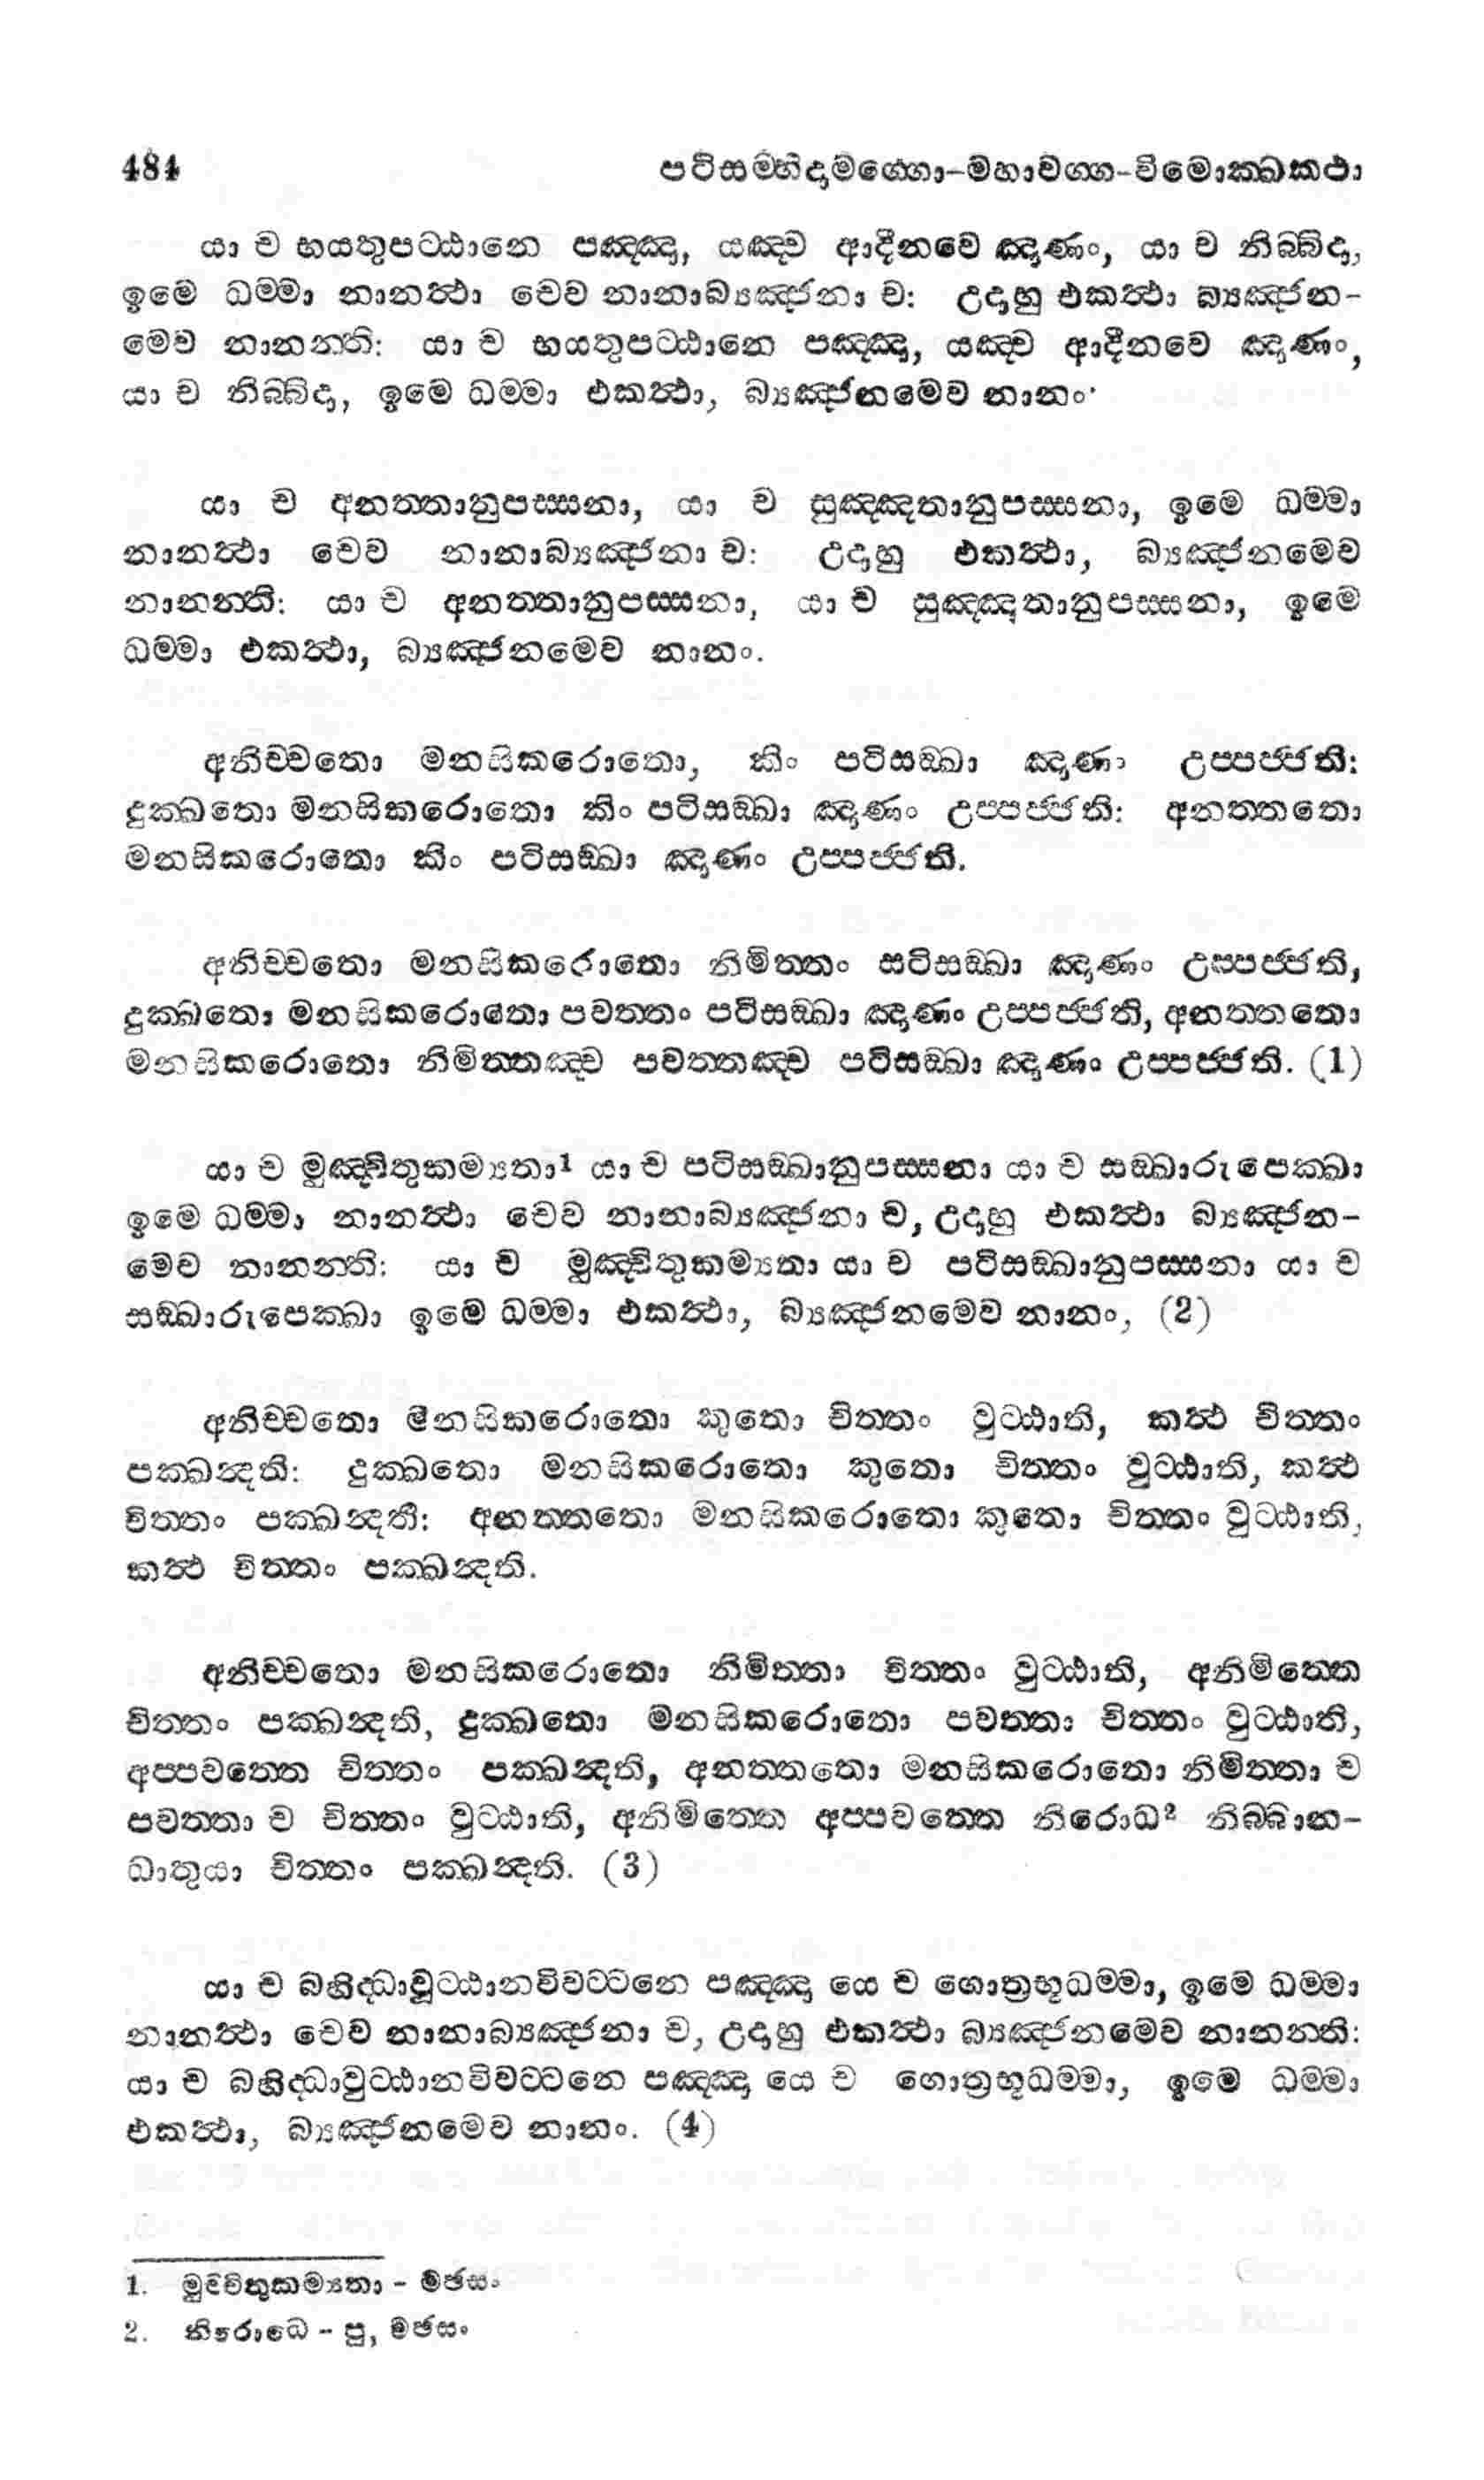 484 පටිසම්භිදාමග්ගො-මහාවග්ග-විමොක්ඛකථා
යා ච භයතුපට්ඨානෙ පඤ්ඤා, යඤ්ච ආදීනවෙ ඤාණං, යා ච නිබ්බිදා,
ඉමෙ ධම්මා නානත්ථා චෙව නානාබ්‍යඤ්ජනා ච: උදාහු එකත්ථා බ්‍යඤ්ජන-
මෙව නානන්ති: යා ච භයතුපට්ඨානෙ පඤ්ඤා, යඤ්ච ආදීනවෙ ඤාණං,
යා ච නිබ්බිදා, ඉමෙ ධම්මා එකත්ථා, බ්‍යඤ්ජනමෙව නානං.
යා ච අනත්තානුපස්සනා, යා ච සුඤ්ඤතානුපස්සනා, ඉමෙ ධම්මා
නානත්ථා චෙව නානාබ්‍යඤ්ජනා ච: උදාහු එකත්ථා, බ්‍යඤ්ජනමෙව
නානන්ති: යා ච අනත්තානුපස්සනා, යා ච සුඤ්ඤතානුපස්සනා, ඉමෙ
ධම්මා එකත්ථා, බ්‍යඤ්ජනමෙව නානං.
අනිච්චතො මනසිකරොතො, කිං පටිසඞ්ඛා ඤාණං උප්පජ්ජති:
දුක්ඛතො මනසිකරොතො කිං පටිසඞ්ඛා ඤාණං උප්පජ්ජති: අනත්තතො
මනසිකරොතො කිං පටිසඞ්ඛා ඤාණං උප්පජ්ජති.
අනිච්චතො මනසිකරොතො නිමිත්තං පටිසඞ්ඛා ඤාණං උප්පජ්ජති,
දුක්ඛතො මනසිකරොතො පවත්තං පටිසඞ්ඛා ඤාණං උප්පජ්ජති, අනත්තතො
මනසිකරොතො නිමිත්තඤ්ච පවත්තඤ්ච පටිසඞ්ඛා ඤාණං උප්පජ්ජති. (1)
යා ච මුඤ්චිතුකම්‍යතා1 යා ච පටිසඞ්ඛානුපස්සනා යා ච සඞ්ඛාරුපෙක්ඛා
ඉමෙ ධම්මා නානත්ථා චෙව නානාබ්‍යඤ්ජනා ච, උදාහු එකත්ථා බ්‍යඤ්ජන-
මෙව නානන්ති: යා ච මුඤ්චිතුකම්‍යතා යා ච පටිසඞ්ඛානුපස්සනා යා ච
සඞ්ඛාරුපෙක්ඛා ඉමෙ ධම්මා එකත්ථා, බ්‍යඤ්ජනමෙව නානං, (2)
අනිච්චතො මනසිකරොතො කුතො චිත්තං වුට්ඨාති, කත්ථ චිත්තං
පක්ඛන්දති: දුක්ඛතො මනසිකරොතො කුතො චිත්තං වුට්ඨාති, කත්ථ
චිත්තං පක්ඛන්දති: අනත්තතො මනසිකරොතො කුතො චිත්තං වුට්ඨාති,
කත්ථ චිත්තං පක්ඛන්දති.
අනිච්චතො මනසිකරොතො නිමිත්තා චිත්තං වුට්ඨාති, අනිමිත්තෙ
චිත්තං පක්ඛන්දති, දුක්ඛතො මනසිකරොතො පවත්තා චිත්තං වුට්ඨාති,
අප්පවත්තෙ චිත්තං පක්ඛන්දති, අනත්තතො මනසිකරොතො නිමිත්තා ච
පවත්තා ච චිත්තං වුට්ඨාති, අනිමිත්තෙ අප්පවත්තෙ නිරොධ2 නිබ්බාන-
ධාතුයා චිත්තං පක්ඛන්දති. (3)
යා ච බහිද්ධාවුට්ඨානවිවට්ටනෙ පඤ්ඤා යෙ ච ගොත්‍රභූධම්මා, ඉමෙ ධම්මා
නානත්ථා චෙව නානාබ්‍යඤ්ජනා ච, උදාහු එකත්ථා බ්‍යඤ්ජනමෙව නානන්ති:
යා ච බහිද්ධාවුට්ඨානවිවට්ටනෙ පඤ්ඤා යෙ ච ගොත්‍රභූධම්මා, ඉමෙ ධම්මා
එකත්ථා, බ්‍යඤ්ජනමෙව නානං. (4)
1. මුච්චිතුකම්‍යතා - මඡසං
2. නිරොධෙ - පු, මඡසං